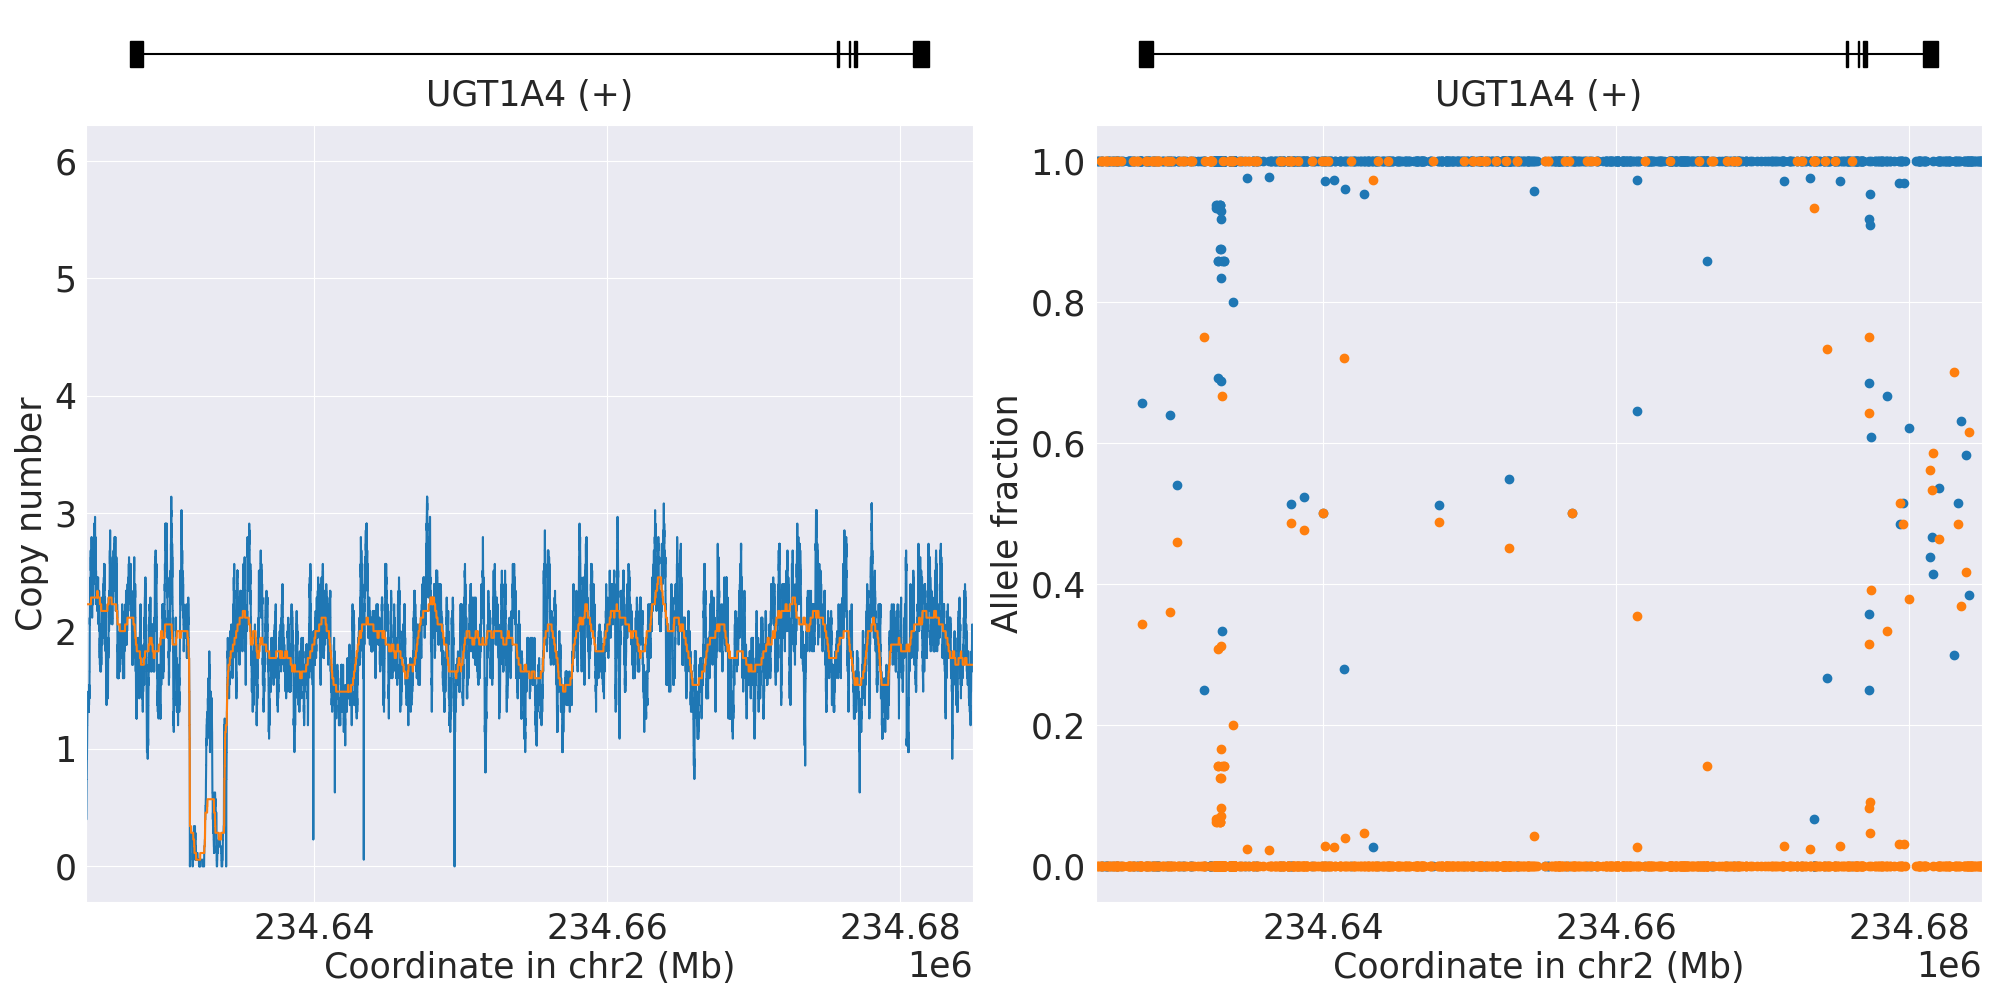 UGT1A4 (+)
Copy number
6
5
4
3
2
1
0
234.64
234.66
234.68
Coordinate in chr2 (Mb)
1e6
UGT1A4 (+)
Allele fraction
1.0
0.8
0.6
0.4
0.2
0.0
234.64
234.66
234.68
Coordinate in chr2 (Mb)
1e6